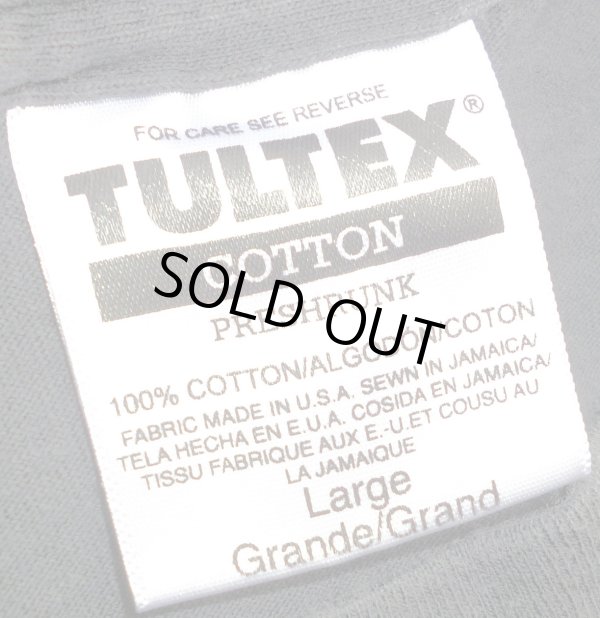 FOR CARE SEE REVERSE
TULTEX®
COTTON
PRESHRUNK
SOLD OUT
100% COTTON/ALGODÓN/COTON
FABRIC MADE IN U.S.A. SEWN IN JAMAICA/
TELA HECHA EN E.U.A. COSIDA EN JAMAICA/
TISSU FABRIQUE AUX E.-U.ET COUSU AU
LA JAMAIQUE
Large
Grande/Grand